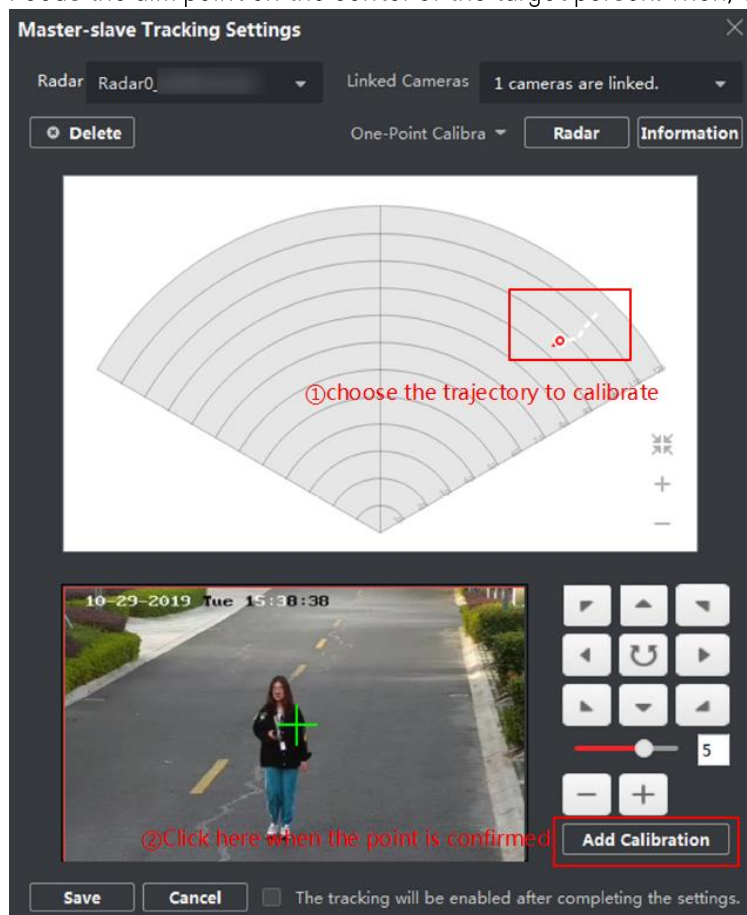 Master-slave Tracking Settings
Radar Radar0_ Linked Cameras 1 cameras are linked.
Delete One-Point Calibra Radar Information
①choose the trajectory to calibrate
10-29-2019 Tue 15:38:38
5
②Click here when the point is confirmed Add Calibration
Save Cancel The tracking will be enabled after completing the settings.